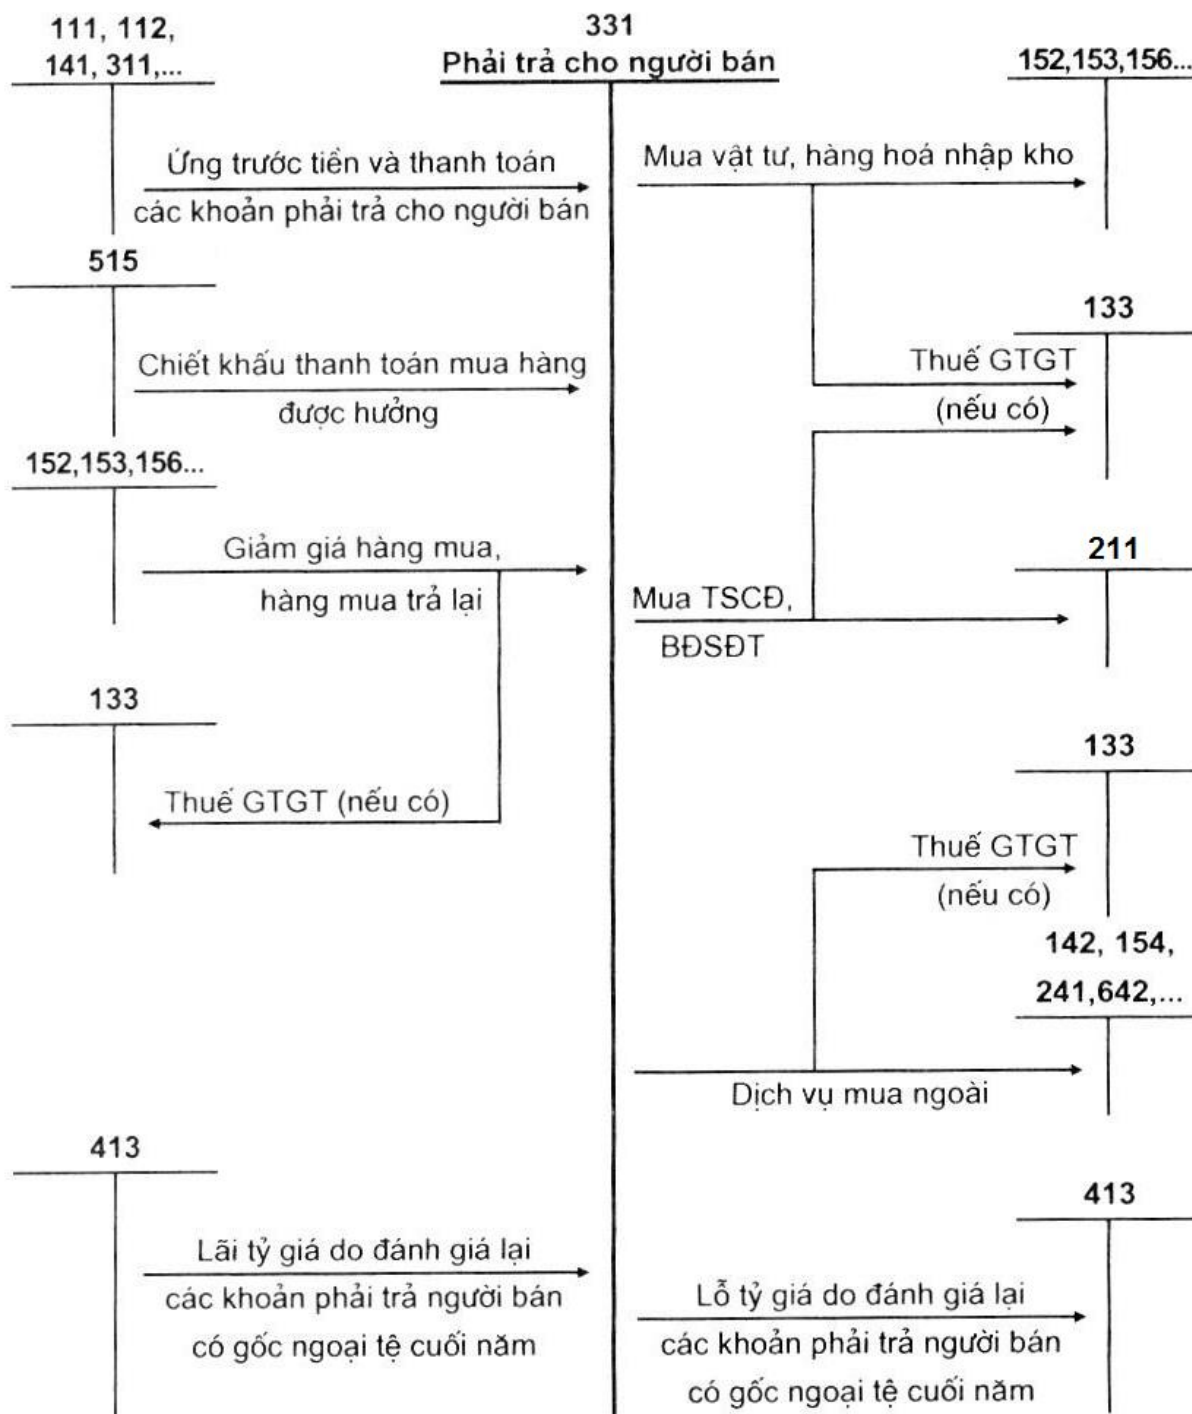 111, 112,
141, 311,...
331
Phải trả cho người bán
152,153,156...
Ứng trước tiền và thanh toán
các khoản phải trả cho người bán
Mua vật tư, hàng hoá nhập kho
515
133
Chiết khấu thanh toán mua hàng
được hưởng
Thuế GTGT
(nếu có)
152,153,156...
Giảm giá hàng mua,
hàng mua trả lại
211
Mua TSCĐ,
BĐSĐT
133
Thuế GTGT (nếu có)
133
Thuế GTGT
(nếu có)
142, 154,
241,642,...
Dịch vụ mua ngoài
413
Lãi tỷ giá do đánh giá lại
các khoản phải trả người bán
có gốc ngoại tệ cuối năm
413
Lỗ tỷ giá do đánh giá lại
các khoản phải trả người bán
có gốc ngoại tệ cuối năm